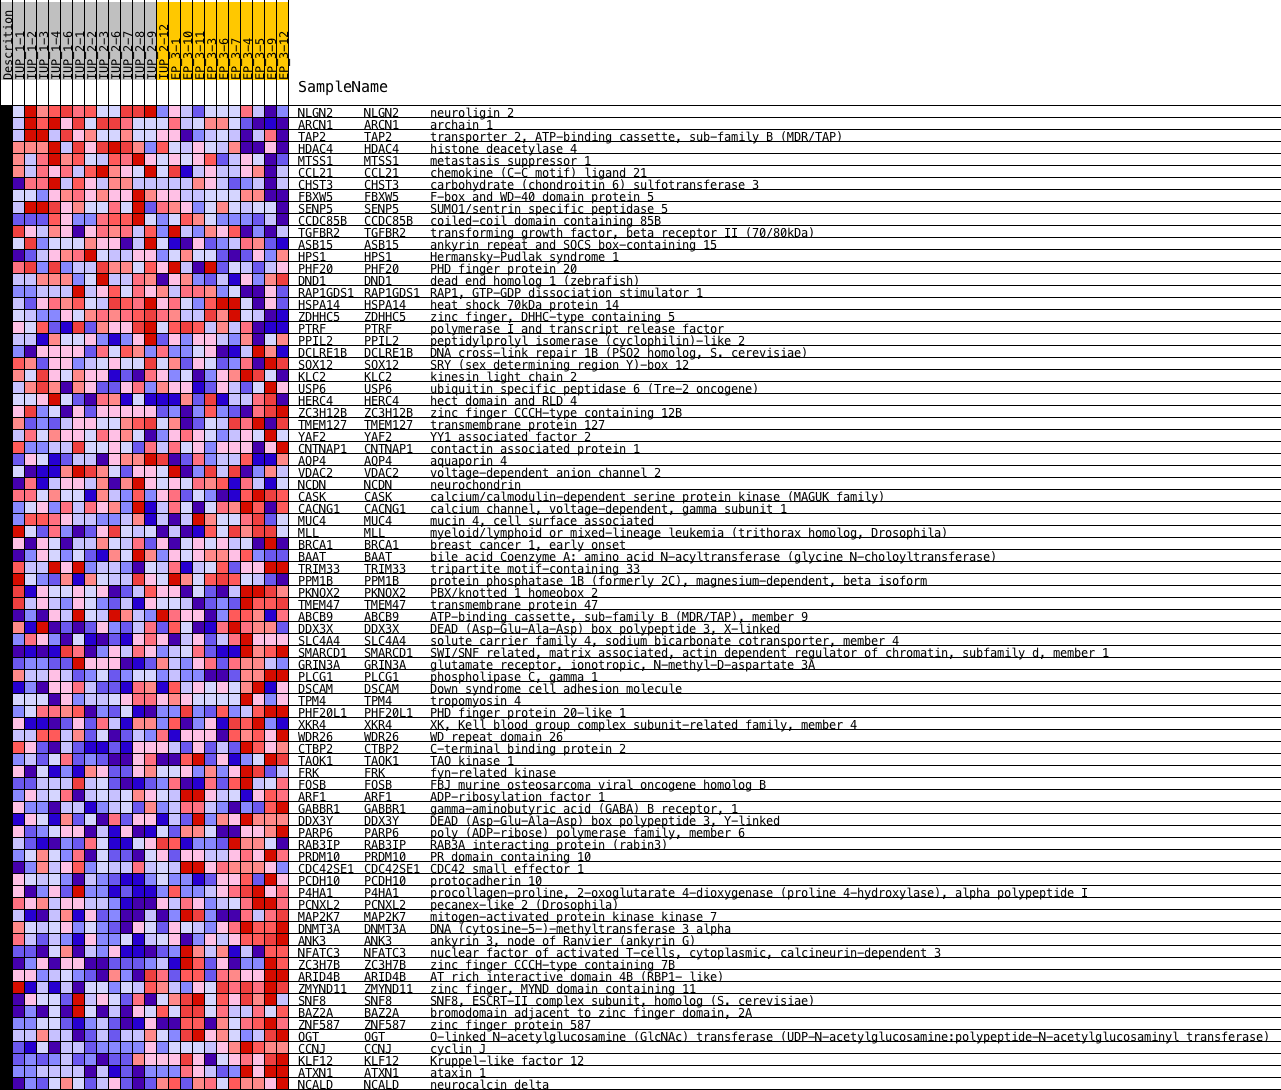 Descrition
IUP_1-1
IUP_1-2
IUP_1-3
IUP_1-4
IUP_1-6
IUP_2-1
IUP_2-2
IUP_2-3
IUP_2-6
IUP_2-7
IUP_2-8
IUP_2-9
IUP_2-12
EP_3-1
EP_3-10
EP_3-11
EP_3-3
EP_3-6
EP_3-7
EP_3-4
EP_3-5
EP_3-9
EP_3-12
SampleName
NLGN2 NLGN2 neuroligin 2
ARCN1 ARCN1 archain 1
TAP2 TAP2 transporter 2, ATP-binding cassette, sub-family B (MDR/TAP)
HDAC4 HDAC4 histone deacetylase 4
MTSS1 MTSS1 metastasis suppressor 1
CCL21 CCL21 chemokine (C-C motif) ligand 21
CHST3 CHST3 carbohydrate (chondroitin 6) sulfotransferase 3
FBXW5 FBXW5 F-box and WD-40 domain protein 5
SENP5 SENP5 SUMO1/sentrin specific peptidase 5
CCDC85B CCDC85B coiled-coil domain containing 85B
TGFBR2 TGFBR2 transforming growth factor, beta receptor II (70/80kDa)
ASB15 ASB15 ankyrin repeat and SOCS box-containing 15
HPS1 HPS1 Hermansky-Pudlak syndrome 1
PHF20 PHF20 PHD finger protein 20
DND1 DND1 dead end homolog 1 (zebrafish)
RAP1GDS1 RAP1GDS1 RAP1, GTP-GDP dissociation stimulator 1
HSPA14 HSPA14 heat shock 70kDa protein 14
ZDHHC5 ZDHHC5 zinc finger, DHHC-type containing 5
PTRF PTRF polymerase I and transcript release factor
PPIL2 PPIL2 peptidylprolyl isomerase (cyclophilin)-like 2
DCLRE1B DCLRE1B DNA cross-link repair 1B (PSO2 homolog, S. cerevisiae)
SOX12 SOX12 SRY (sex determining region Y)-box 12
KLC2 KLC2 kinesin light chain 2
USP6 USP6 ubiquitin specific peptidase 6 (Tre-2 oncogene)
HERC4 HERC4 hect domain and RLD 4
ZC3H12B ZC3H12B zinc finger CCCH-type containing 12B
TMEM127 TMEM127 transmembrane protein 127
YAF2 YAF2 YY1 associated factor 2
CNTNAP1 CNTNAP1 contactin associated protein 1
AQP4 AQP4 aquaporin 4
VDAC2 VDAC2 voltage-dependent anion channel 2
NCDN NCDN neurochondrin
CASK CASK calcium/calmodulin-dependent serine protein kinase (MAGUK family)
CACNG1 CACNG1 calcium channel, voltage-dependent, gamma subunit 1
MUC4 MUC4 mucin 4, cell surface associated
MLL MLL myeloid/lymphoid or mixed-lineage leukemia (trithorax homolog, Drosophila)
BRCA1 BRCA1 breast cancer 1, early onset
BAAT BAAT bile acid Coenzyme A: amino acid N-acyltransferase (glycine N-choloyltransferase)
TRIM33 TRIM33 tripartite motif-containing 33
PPM1B PPM1B protein phosphatase 1B (formerly 2C), magnesium-dependent, beta isoform
PKNOX2 PKNOX2 PBX/knotted 1 homeobox 2
TMEM47 TMEM47 transmembrane protein 47
ABCB9 ABCB9 ATP-binding cassette, sub-family B (MDR/TAP), member 9
DDX3X DDX3X DEAD (Asp-Glu-Ala-Asp) box polypeptide 3, X-linked
SLC4A4 SLC4A4 solute carrier family 4, sodium bicarbonate cotransporter, member 4
SMARCD1 SMARCD1 SWI/SNF related, matrix associated, actin dependent regulator of chromatin, subfamily d, member 1
GRIN3A GRIN3A glutamate receptor, ionotropic, N-methyl-D-aspartate 3A
PLCG1 PLCG1 phospholipase C, gamma 1
DSCAM DSCAM Down syndrome cell adhesion molecule
TPM4 TPM4 tropomyosin 4
PHF20L1 PHF20L1 PHD finger protein 20-like 1
XKR4 XKR4 XK, Kell blood group complex subunit-related family, member 4
WDR26 WDR26 WD repeat domain 26
CTBP2 CTBP2 C-terminal binding protein 2
TAOK1 TAOK1 TAO kinase 1
FRK FRK fyn-related kinase
FOSB FOSB FBJ murine osteosarcoma viral oncogene homolog B
ARF1 ARF1 ADP-ribosylation factor 1
GABBR1 GABBR1 gamma-aminobutyric acid (GABA) B receptor, 1
DDX3Y DDX3Y DEAD (Asp-Glu-Ala-Asp) box polypeptide 3, Y-linked
PARP6 PARP6 poly (ADP-ribose) polymerase family, member 6
RAB3IP RAB3IP RAB3A interacting protein (rabin3)
PRDM10 PRDM10 PR domain containing 10
CDC42SE1 CDC42SE1 CDC42 small effector 1
PCDH10 PCDH10 protocadherin 10
P4HA1 P4HA1 procollagen-proline, 2-oxoglutarate 4-dioxygenase (proline 4-hydroxylase), alpha polypeptide I
PCNXL2 PCNXL2 pecanex-like 2 (Drosophila)
MAP2K7 MAP2K7 mitogen-activated protein kinase kinase 7
DNMT3A DNMT3A DNA (cytosine-5-)-methyltransferase 3 alpha
ANK3 ANK3 ankyrin 3, node of Ranvier (ankyrin G)
NFATC3 NFATC3 nuclear factor of activated T-cells, cytoplasmic, calcineurin-dependent 3
ZC3H7B ZC3H7B zinc finger CCCH-type containing 7B
ARID4B ARID4B AT rich interactive domain 4B (RBP1- like)
ZMYND11 ZMYND11 zinc finger, MYND domain containing 11
SNF8 SNF8 SNF8, ESCRT-II complex subunit, homolog (S. cerevisiae)
BAZ2A BAZ2A bromodomain adjacent to zinc finger domain, 2A
ZNF587 ZNF587 zinc finger protein 587
OGT OGT O-linked N-acetylglucosamine (GlcNAc) transferase (UDP-N-acetylglucosamine:polypeptide-N-acetylglucosaminyl transferase)
CCNJ CCNJ cyclin J
KLF12 KLF12 Kruppel-like factor 12
ATXN1 ATXN1 ataxin 1
NCALD NCALD neurocalcin delta